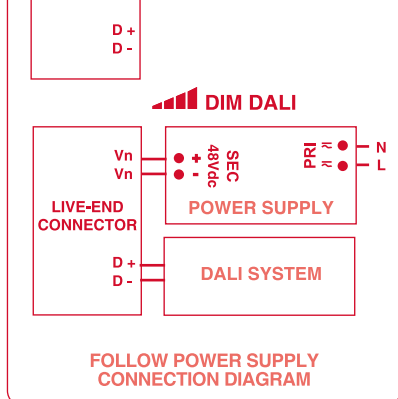 D +
D -
DIM DALI
Vn
Vn
+
-
SEC
48Vdc
PRI
≈
≈
N
L
LIVE-END
CONNECTOR
POWER SUPPLY
D +
D -
DALI SYSTEM
FOLLOW POWER SUPPLY
CONNECTION DIAGRAM